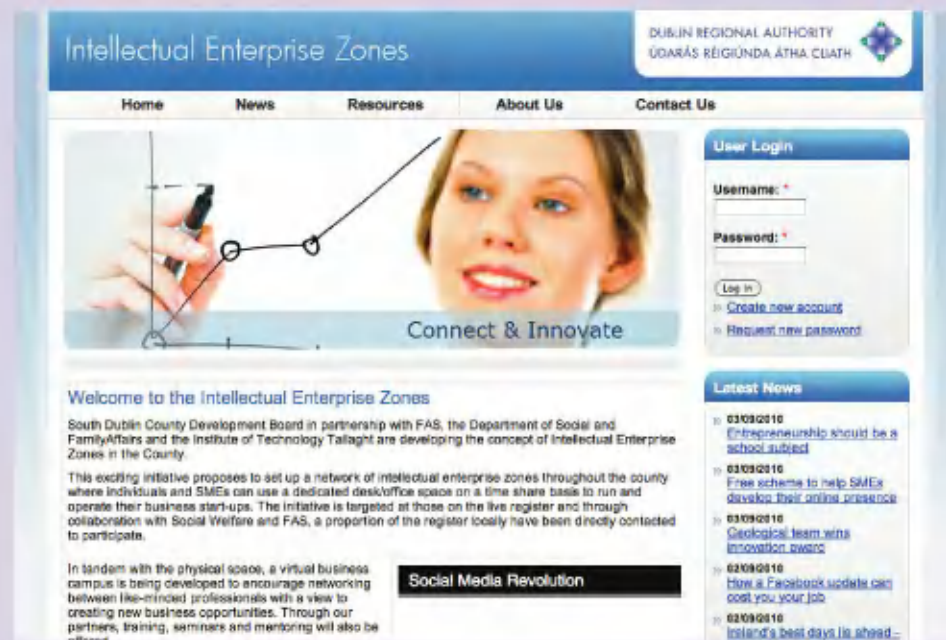 Intellectual Enterprise Zones
DUBLIN REGIONAL AUTHORITY
ÚDARÁS RÉIGIÚNDA ÁTHA CLIATH
Home News Resources About Us Contact Us
Connect & Innovate
User Login
Username: *
Password: *
Log in
Create new account
Request new password
Welcome to the Intellectual Enterprise Zones
South Dublin County Development Board in partnership with FAS, the Department of Social and
FamilyAffairs and the Institute of Technology Tallaght are developing the concept of Intellectual Enterprise
Zones in the County.
This exciting initiative proposes to set up a network of intellectual enterprise zones throughout the county
where individuals and SMEs can use a dedicated desk/office space on a time share basis to run and
operate their business start-ups. The initiative is targeted at those on the live register and through
collaboration with Social Welfare and FAS, a proportion of the register locally have been directly contacted
to participate.
In tandem with the physical space, a virtual business
campus is being developed to encourage networking
between like-minded professionals with a view to
creating new business opportunities. Through our
partners, training, seminars and mentoring will also be
Social Media Revolution
Latest News
03/09/2010
Entrepreneurship should be a
school subject
03/09/2010
Free scheme to help SMEs
develop their online presence
03/09/2010
Geological team wins
innovation award
02/09/2010
How a Facebook update can
cost you your job
02/09/2010
Ireland's best days lie ahead –